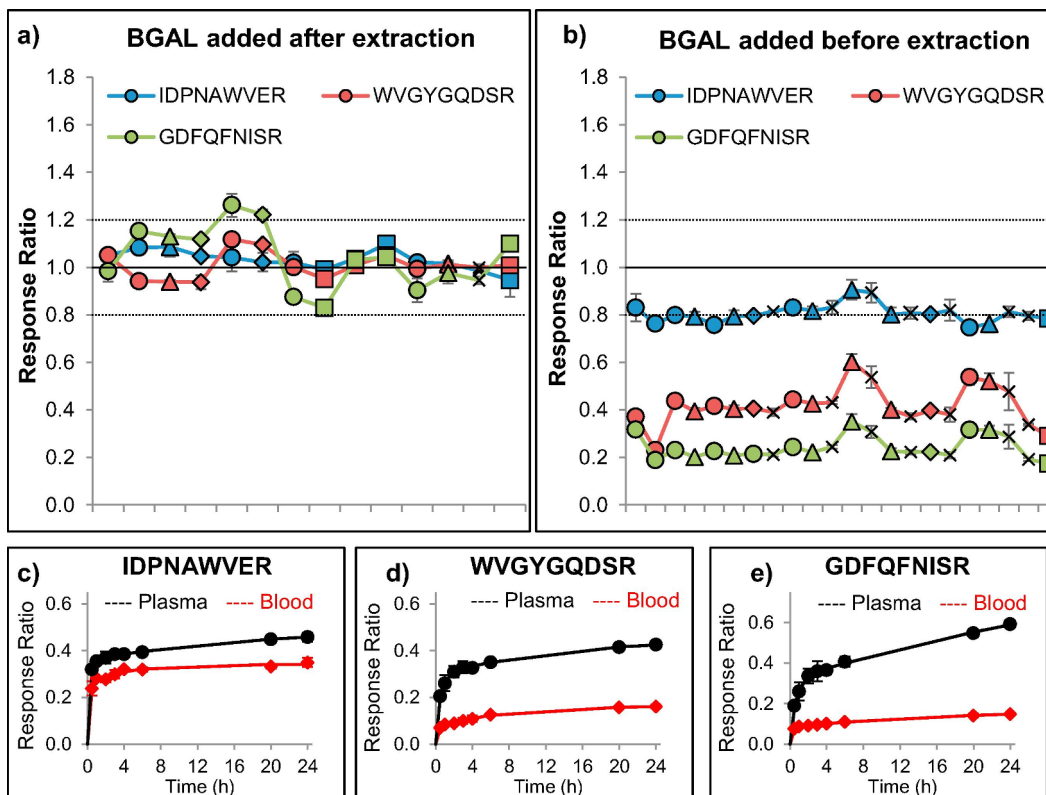 a)
BGAL added after extraction
1.8
1.6
1.4
1.2
1.0
0.8
0.6
0.4
0.2
0.0
Response Ratio
IDPNAWVER
WVGYGQDSR
GDFQFNISR
b)
BGAL added before extraction
1.8
1.6
1.4
1.2
1.0
0.8
0.6
0.4
0.2
0.0
Response Ratio
IDPNAWVER
WVGYGQDSR
GDFQFNISR
c)
IDPNAWVER
Plasma
Blood
0.6
0.4
0.2
0.0
Response Ratio
0 4 8 12 16 20 24
Time (h)
d)
WVGYGQDSR
Plasma
Blood
0.6
0.4
0.2
0.0
Response Ratio
0 4 8 12 16 20 24
Time (h)
e)
GDFQFNISR
Plasma
Blood
0.6
0.4
0.2
0.0
Response Ratio
0 4 8 12 16 20 24
Time (h)